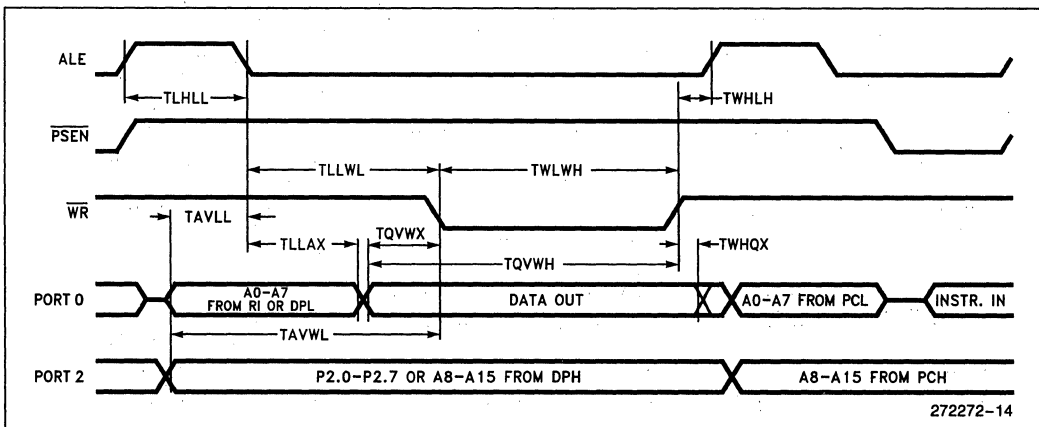 ALE
TLHLL
TWHLH
PSEN
TLLWL
TWLWH
WR
TAVLL
TLLAX
TQVWX
TWHQX
TQVWH
PORT 0
A0-A7
FROM RI OR DPL
DATA OUT
A0-A7 FROM PCL
INSTR. IN
TAVWL
PORT 2
P2.0-P2.7 OR A8-A15 FROM DPH
A8-A15 FROM PCH
272272-14